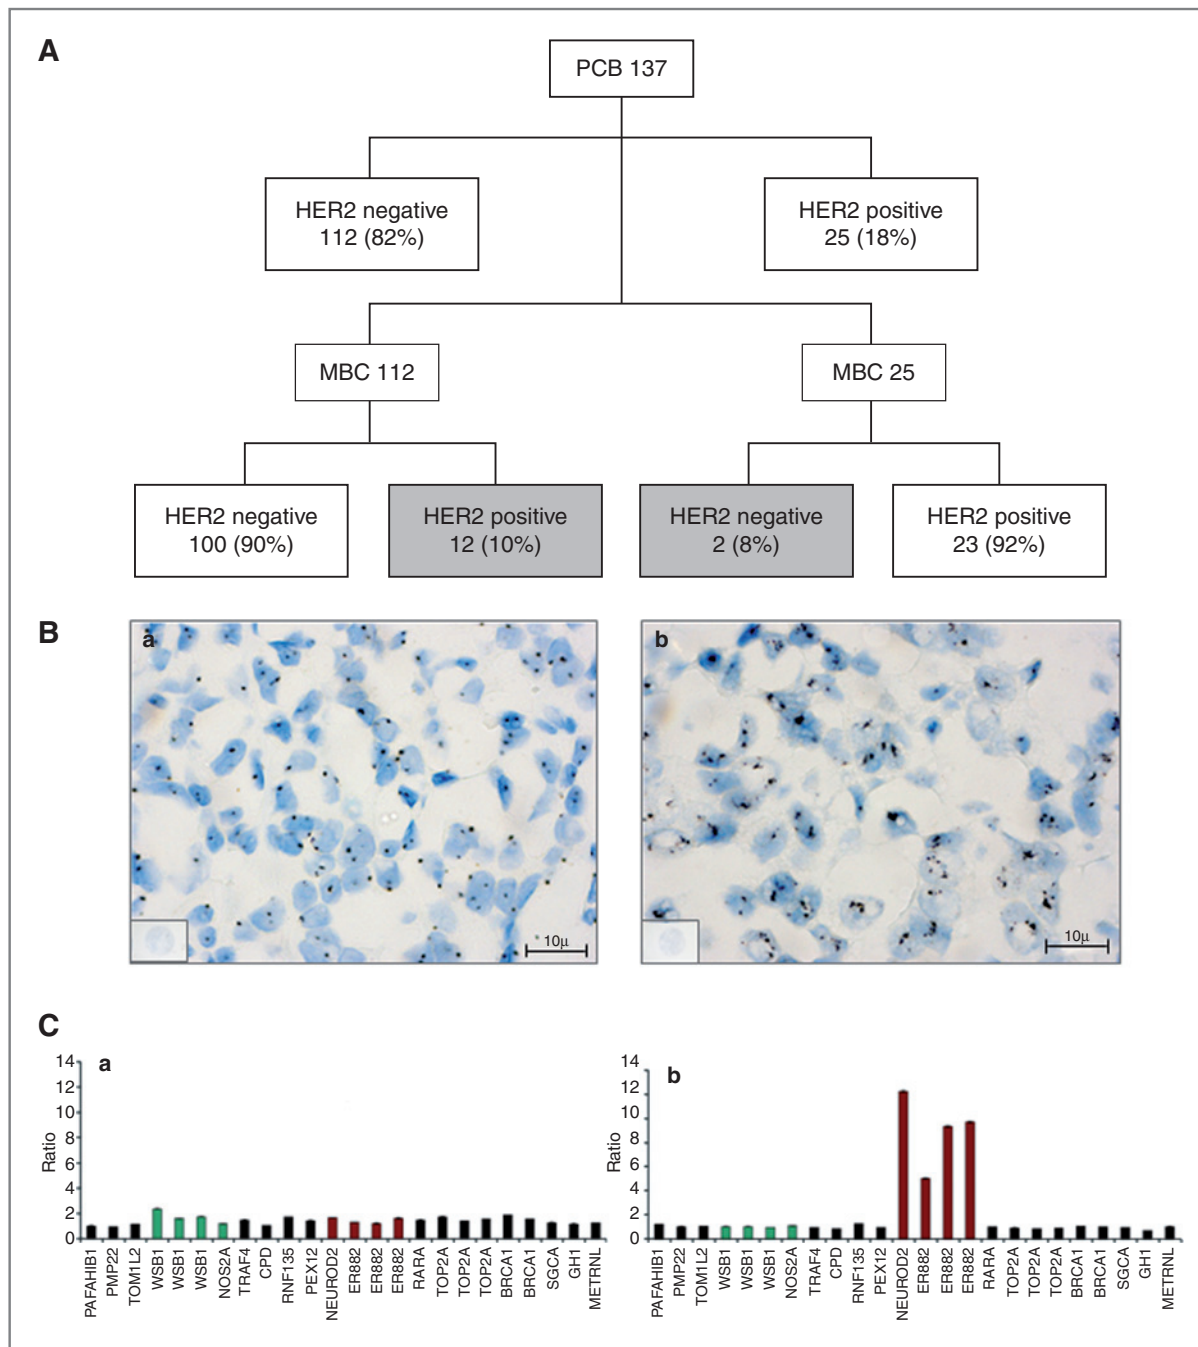 A
PCB 137
HER2 negative
112 (82%)
HER2 positive
25 (18%)
MBC 112
MBC 25
HER2 negative
100 (90%)
HER2 positive
12 (10%)
HER2 negative
2 (8%)
HER2 positive
23 (92%)
B
a
10μ
b
10μ
C
a
14
12
10
8
6
4
2
0
Ratio
PAFAHIB1
PMP22
TOM1L2
WSB1
WSB1
WSB1
NOS2A
TRAF4
CPD
RNF135
PEX12
NEUROD2
ER882
ER882
ER882
RARA
TOP2A
TOP2A
TOP2A
BRCA1
BRCA1
SGCA
GH1
METRNL
b
14
12
10
8
6
4
2
0
Ratio
PAFAHIB1
PMP22
TOM1L2
WSB1
WSB1
WSB1
NOS2A
TRAF4
CPD
RNF135
PEX12
NEUROD2
ER882
ER882
ER882
RARA
TOP2A
TOP2A
TOP2A
BRCA1
BRCA1
SGCA
GH1
METRNL